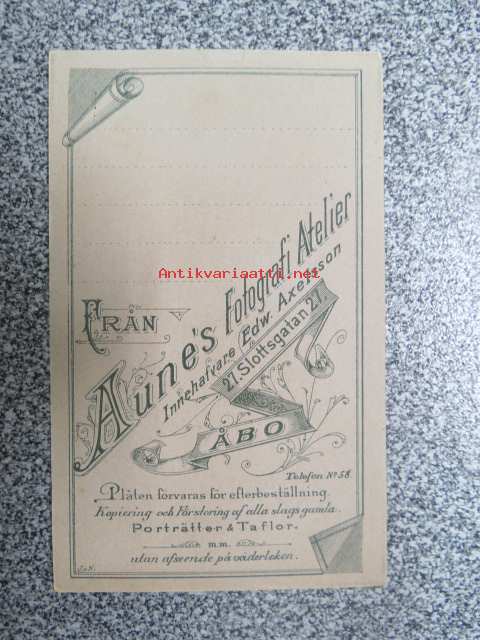 Antikvariaatti.net
FRÅN
Aune's Fotografi Atelier
Innehafvare Edw. Axelsson
27. Slottsgatan 27.
ÅBO
Telefon No 58.
Plåten förvaras för efterbeställning.
Kopiering och Förstoring af alla slags gamla
Porträtter & Taflor.
m.m.
utan afseende på väderleken.